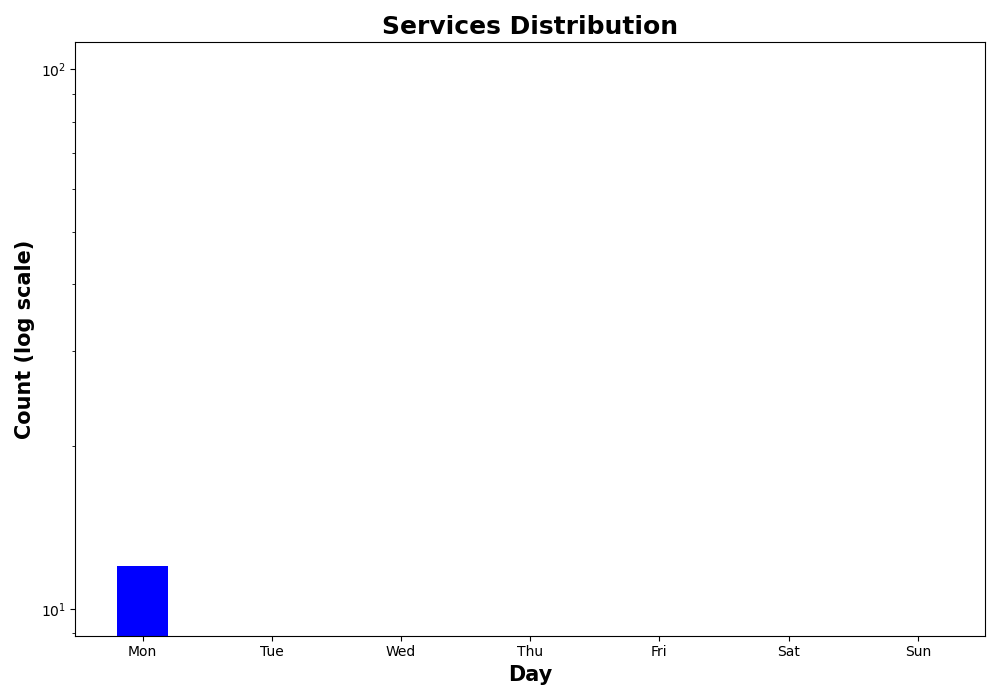 Services Distribution
Count (log scale)
10²
10¹
Mon Tue Wed Thu Fri Sat Sun
Day